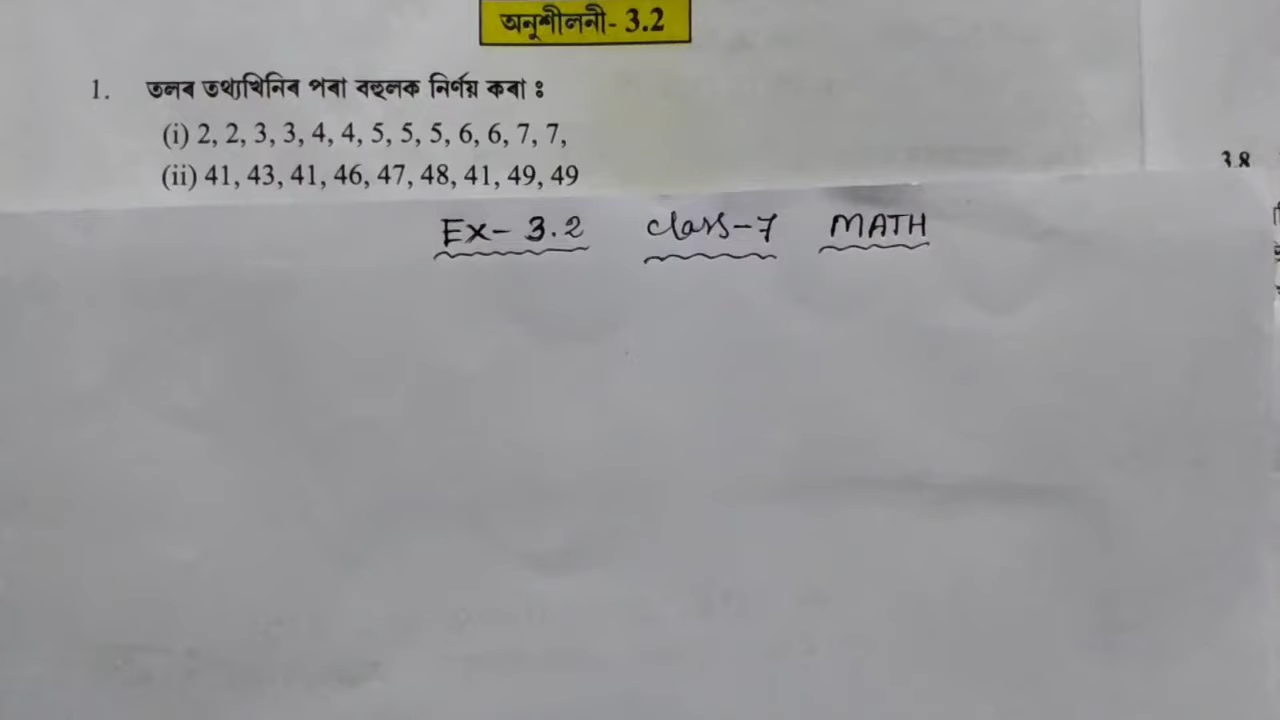 অনুশীলনী- 3.2
1. তলৰ তথ্যখিনিৰ পৰা বহুলক নিৰ্ণয় কৰা ঃ
(i) 2, 2, 3, 3, 4, 4, 5, 5, 5, 6, 6, 7, 7,
(ii) 41, 43, 41, 46, 47, 48, 41, 49, 49
Ex- 3.2 class-7 MATH